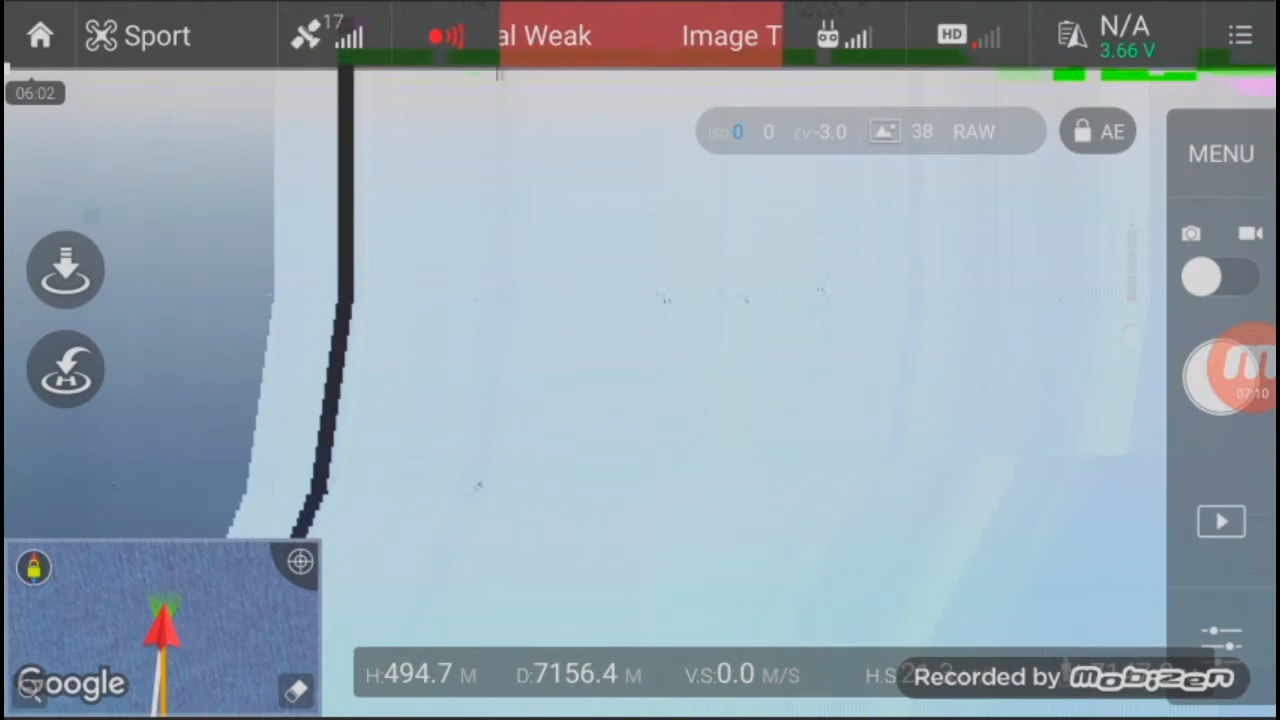 Sport
17
al Weak Image T
HD
N/A
3.66 V
06:02
ISO 0 0 EV -3.0 38 RAW
AE
MENU
07:10
Google
H:494.7 M D:7156.4 M V.S:0.0 M/S H.S
Recorded by mobizen